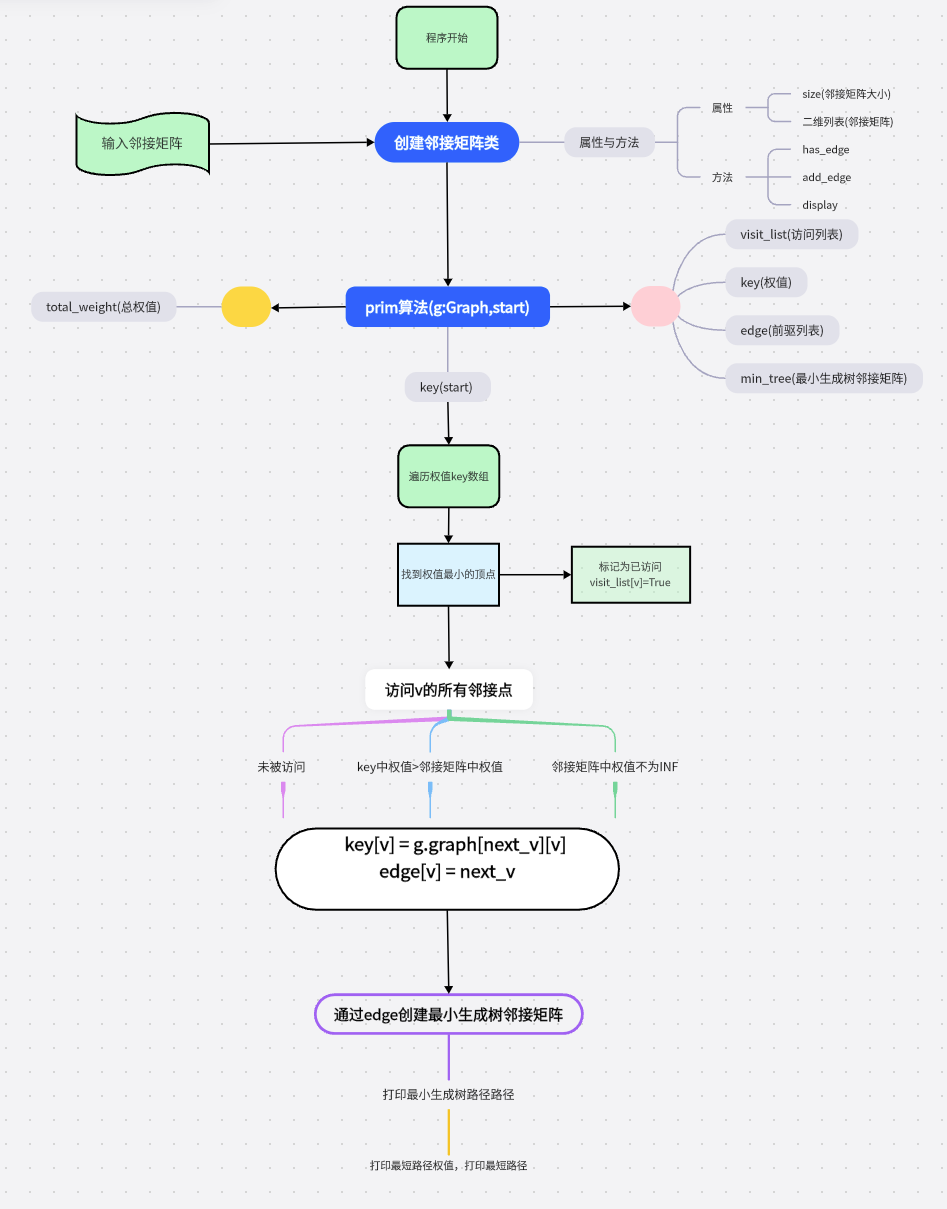 程序开始
输入邻接矩阵
创建邻接矩阵类
属性与方法
属性
size(邻接矩阵大小)
二维列表(邻接矩阵)
方法
has_edge
add_edge
display
total_weight(总权值)
prim算法(g:Graph,start)
visit_list(访问列表)
key(权值)
edge(前驱列表)
min_tree(最小生成树邻接矩阵)
key(start)
遍历权值key数组
找到权值最小的顶点
标记为已访问
visit_list[v]=True
访问v的所有邻接点
未被访问
key中权值>邻接矩阵中权值
邻接矩阵中权值不为INF
key[v] = g.graph[next_v][v]
edge[v] = next_v
通过edge创建最小生成树邻接矩阵
打印最小生成树路径路径
打印最短路径权值，打印最短路径